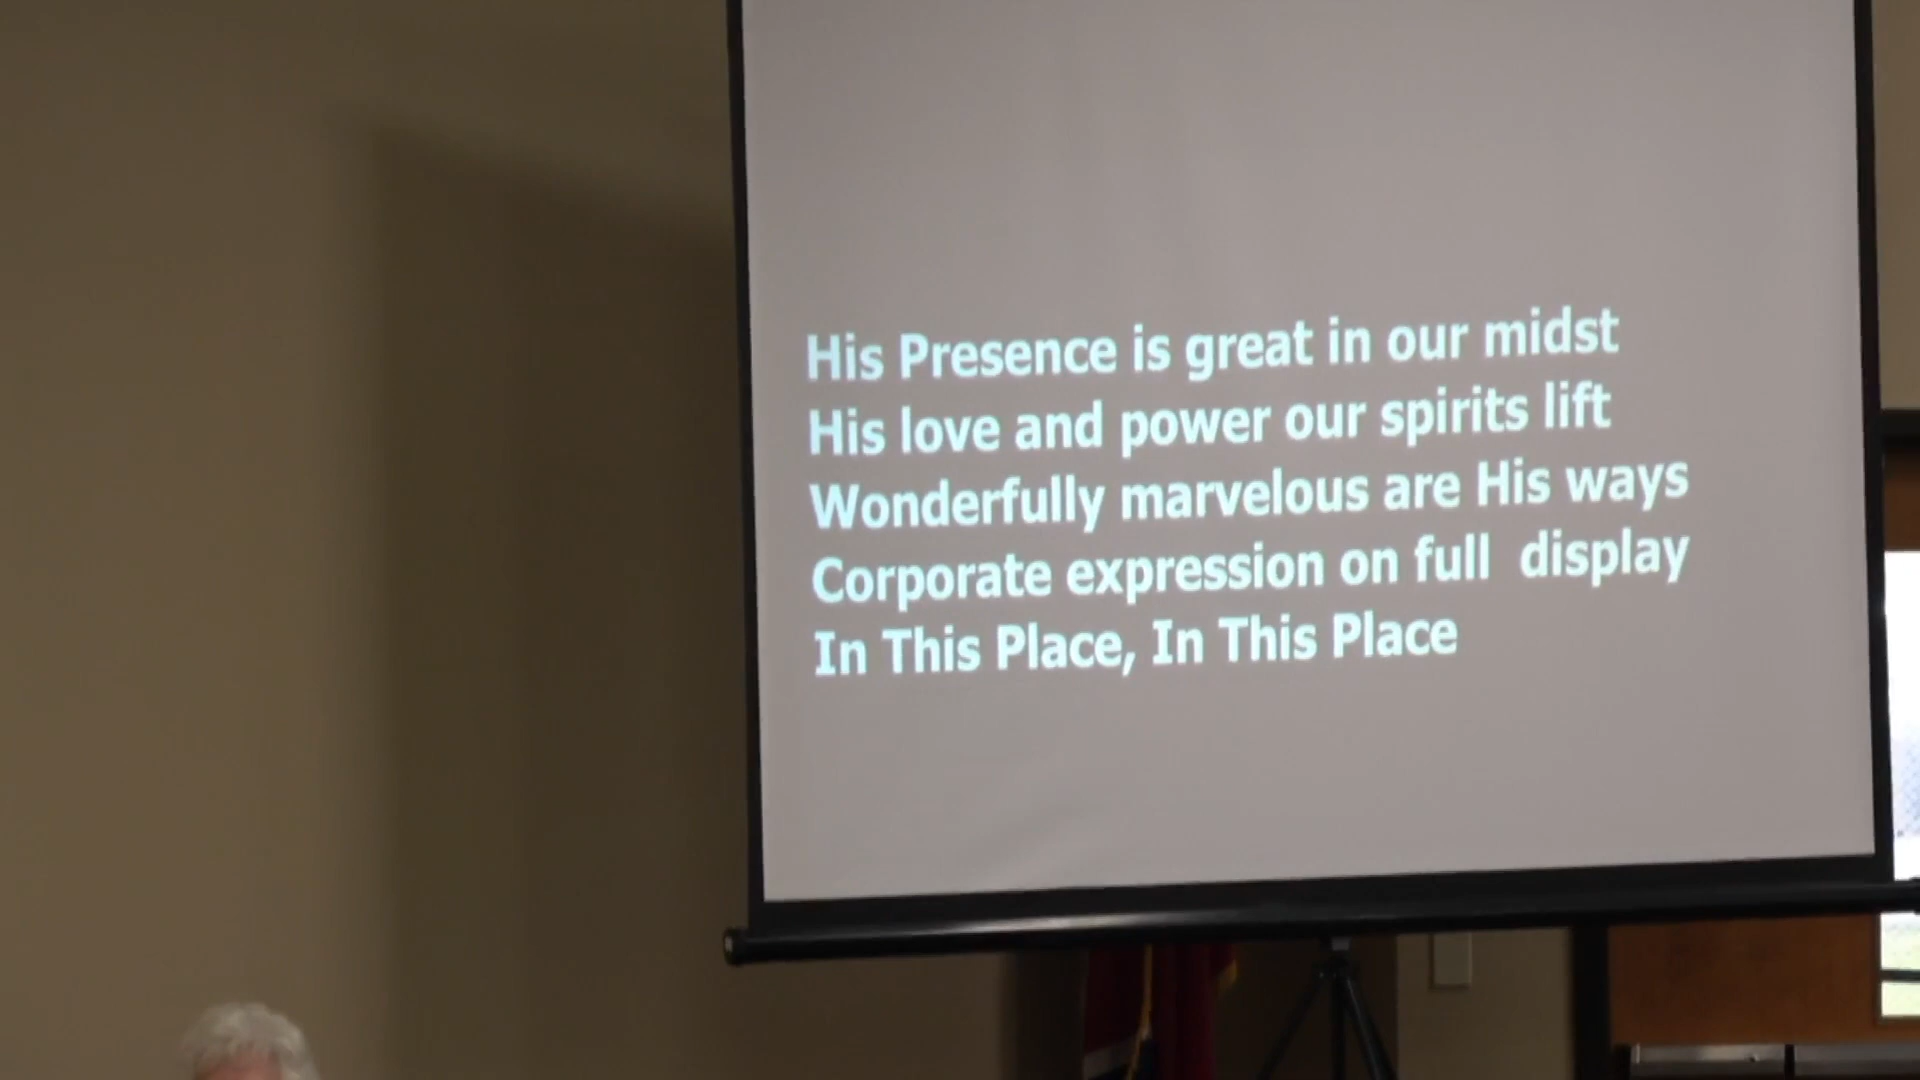 His Presence is great in our midst
His love and power our spirits lift
Wonderfully marvelous are His ways
Corporate expression on full  display
In This Place, In This Place